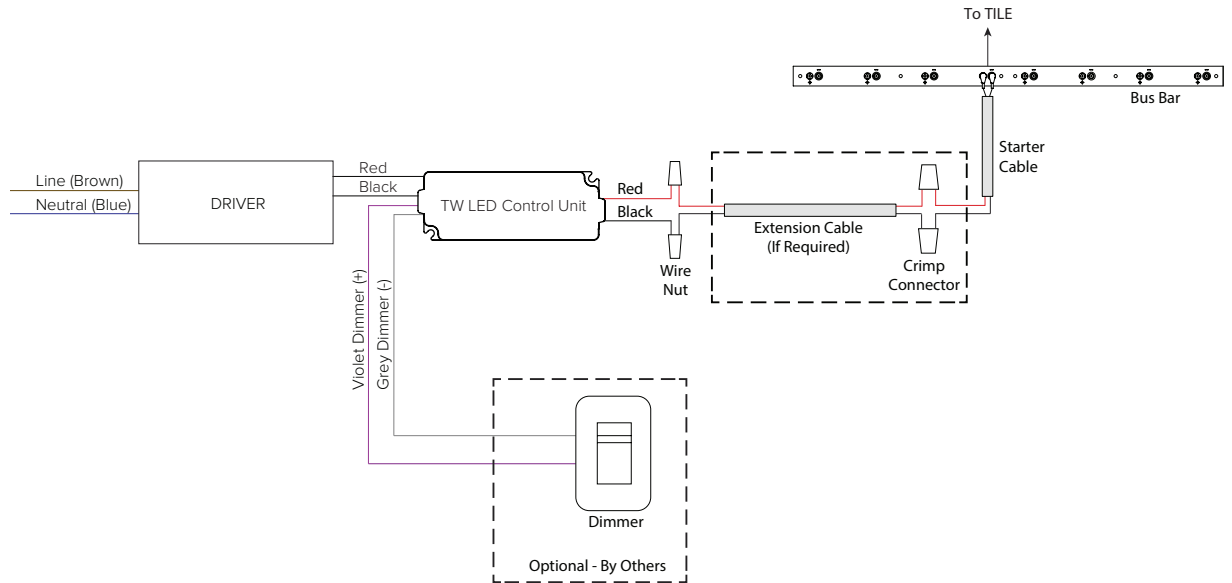 To TILE
Bus Bar
Starter
Cable
Line (Brown)
Neutral (Blue)
DRIVER
Red
Black
TW LED Control Unit
Red
Black
Wire
Nut
Extension Cable
(If Required)
Crimp
Connector
Violet Dimmer (+)
Grey Dimmer (-)
Dimmer
Optional - By Others